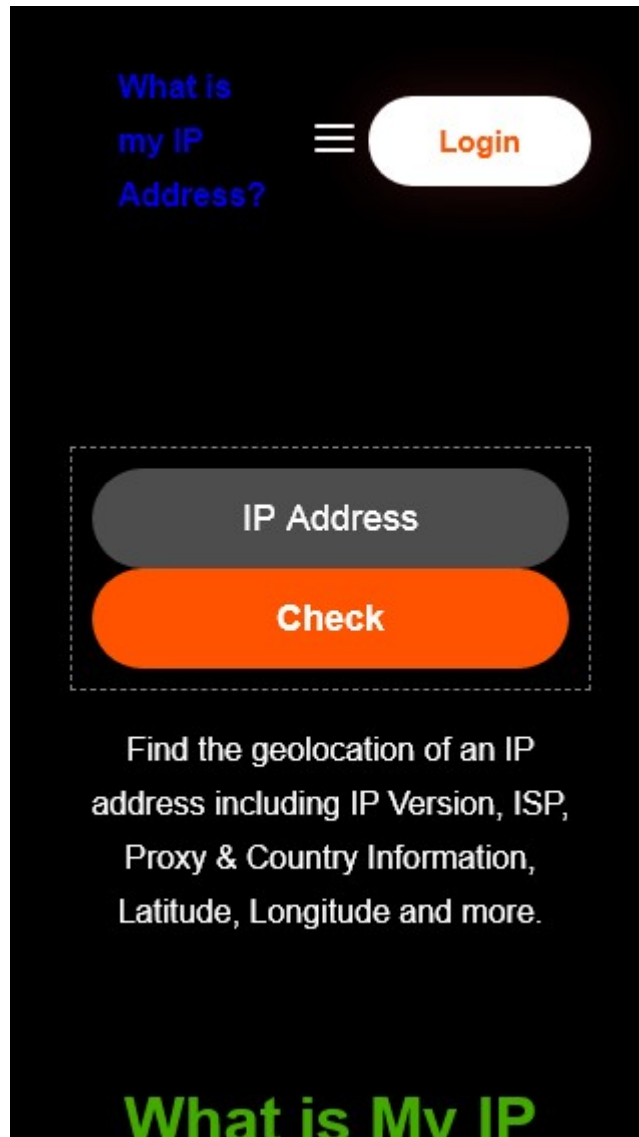 What is
my IP
Address?
Login
IP Address
Check
Find the geolocation of an IP
address including IP Version, ISP,
Proxy & Country Information,
Latitude, Longitude and more.
What is My IP